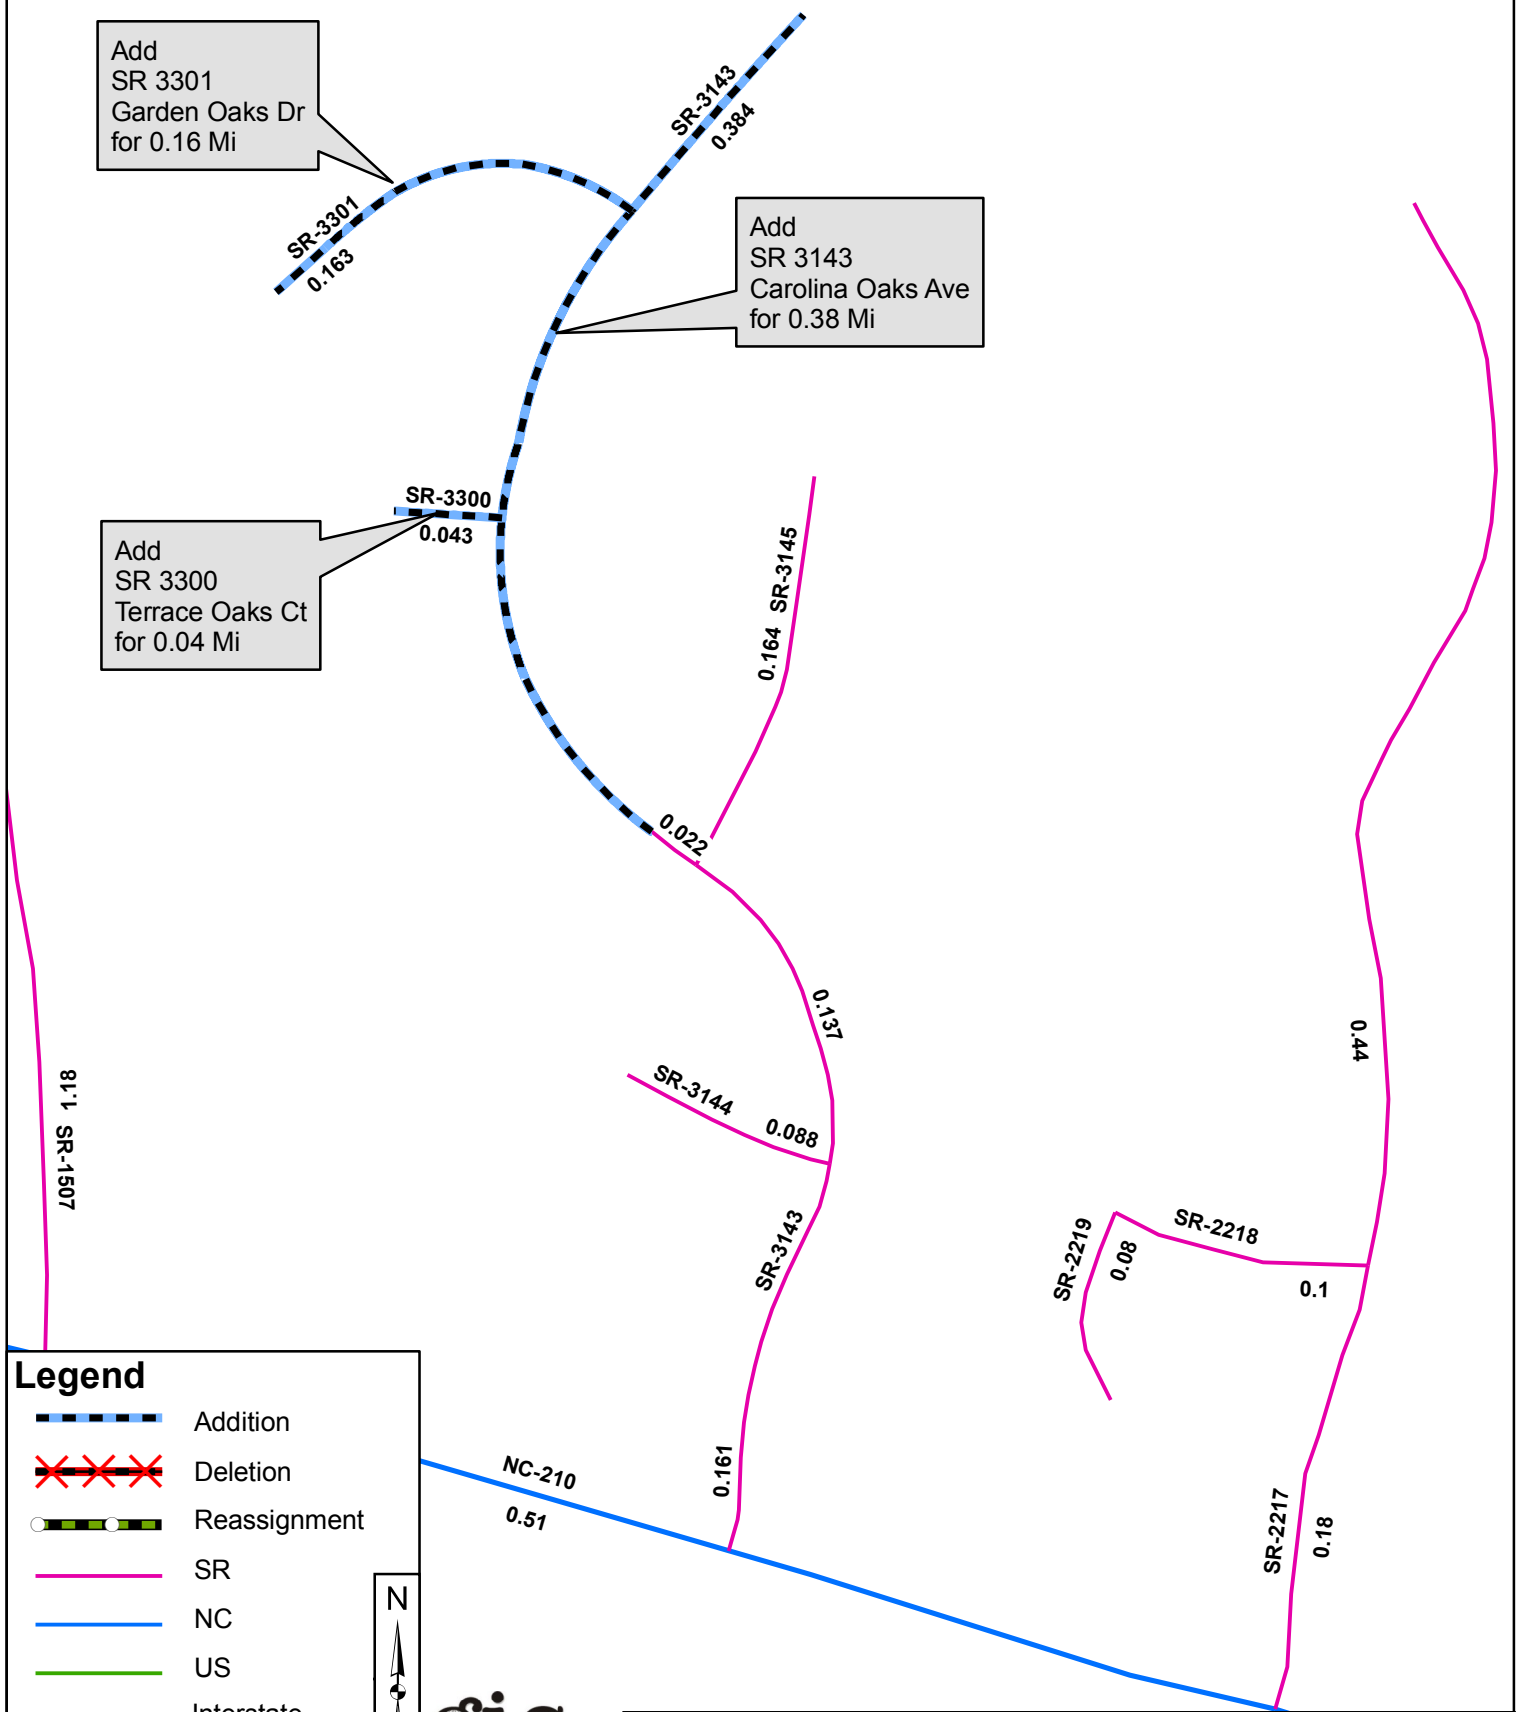 Add
SR 3301
Garden Oaks Dr
for 0.16 Mi
SR-3143
0.384
SR-3301
0.163
Add
SR 3143
Carolina Oaks Ave
for 0.38 Mi
SR-3300
0.043
Add
SR 3300
Terrace Oaks Ct
for 0.04 Mi
0.164 SR-3145
0.022
0.137
0.44
1.18 SR-1507
SR-3144
0.088
SR-3143
0.161
SR-2219
0.08
SR-2218
0.1
SR-2217
0.18
NC-210
0.51
Legend
Addition
Deletion
Reassignment
SR
NC
US
Interstate
N